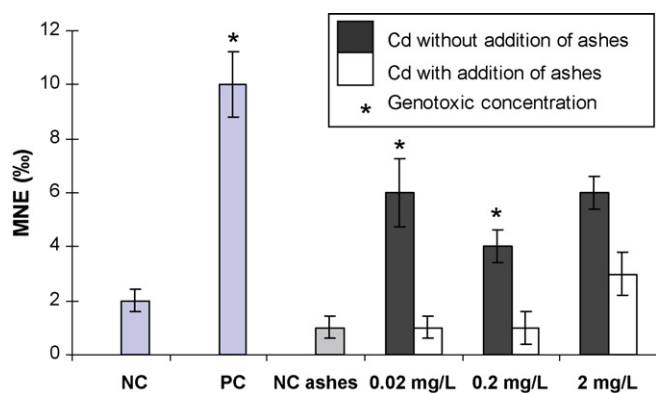 12
10
8
6
4
2
0
MNE (‰)
Cd without addition of ashes
Cd with addition of ashes
* Genotoxic concentration
*
*
*
NC PC NC ashes 0.02 mg/L 0.2 mg/L 2 mg/L